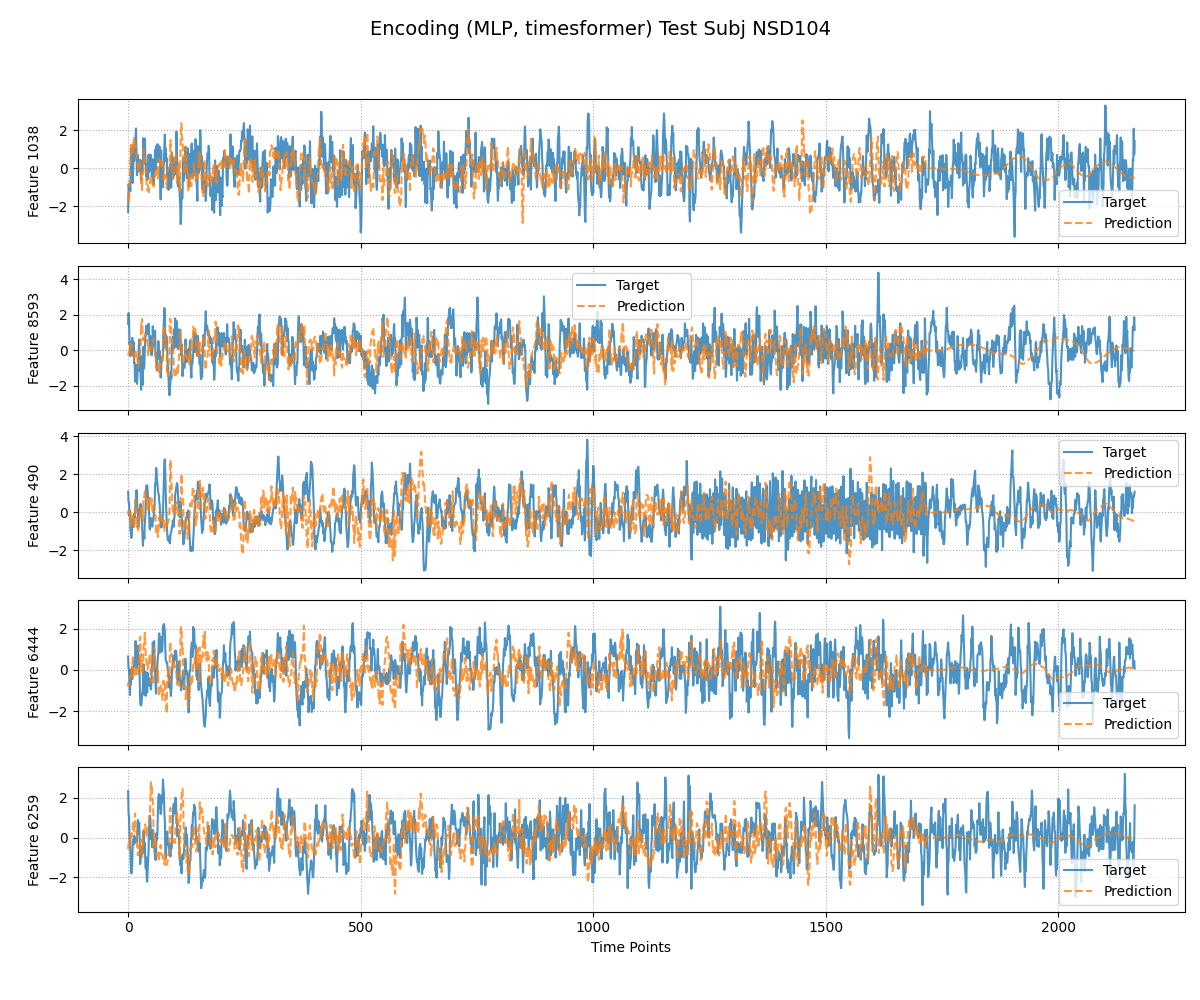 Encoding (MLP, timesformer) Test Subj NSD104
Feature 1038
2
0
−2
Target
Prediction
Feature 8593
4
2
0
−2
Target
Prediction
Feature 490
4
2
0
−2
Target
Prediction
Feature 6444
2
0
−2
Target
Prediction
Feature 6259
2
0
−2
Target
Prediction
0 500 1000 1500 2000
Time Points